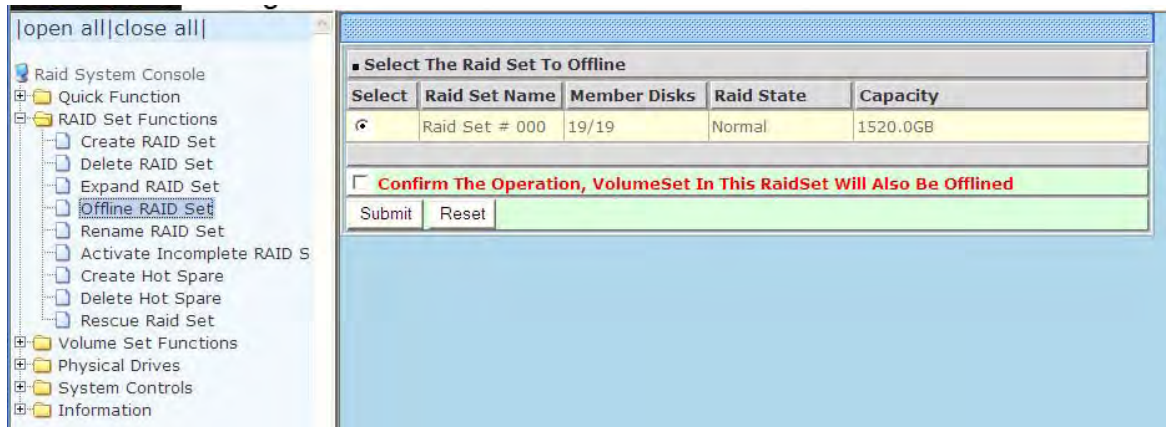 |open all|close all|
Raid System Console
Quick Function
RAID Set Functions
Create RAID Set
Delete RAID Set
Expand RAID Set
Offline RAID Set
Rename RAID Set
Activate Incomplete RAID S
Create Hot Spare
Delete Hot Spare
Rescue Raid Set
Volume Set Functions
Physical Drives
System Controls
Information
Select The Raid Set To Offline
Select Raid Set Name Member Disks Raid State Capacity
Raid Set # 000 19/19 Normal 1520.0GB
Confirm The Operation, VolumeSet In This RaidSet Will Also Be Offlined
Submit Reset